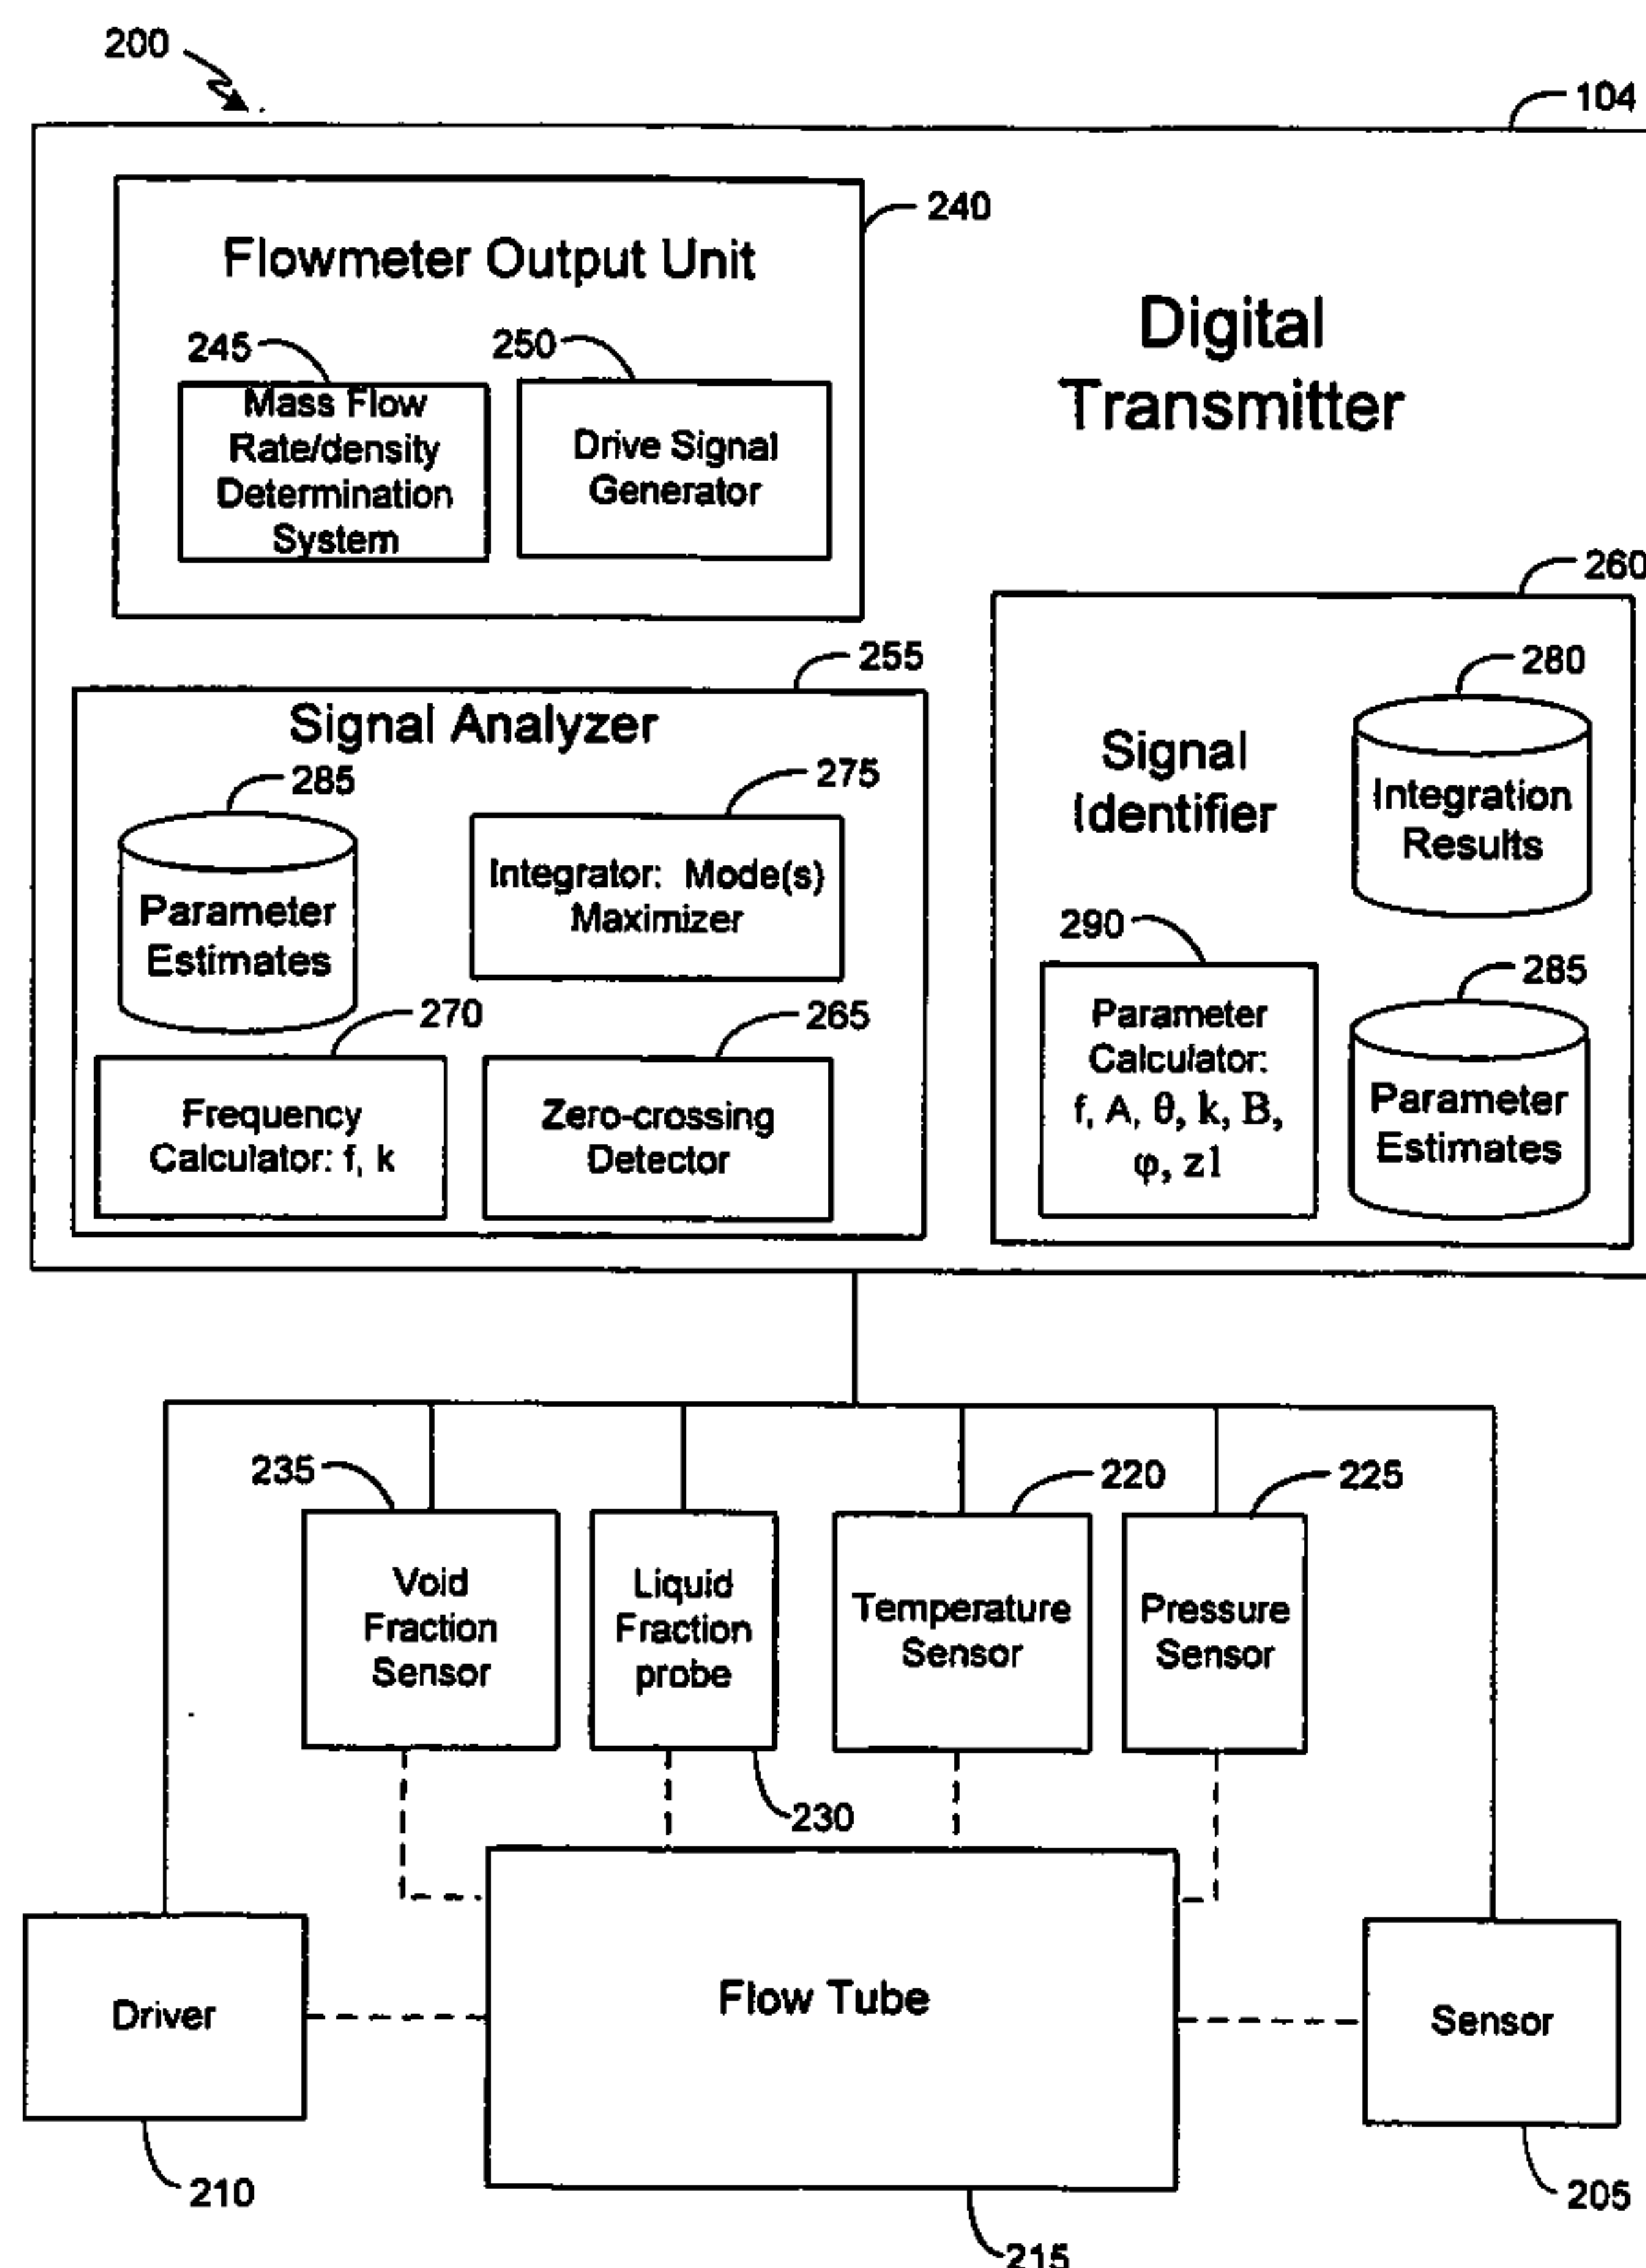 200
104
240
Flowmeter Output Unit
Digital
Transmitter
245
250
Mass Flow
Rate/density
Determination
System
Drive Signal
Generator
260
255
Signal Analyzer
285
Parameter
Estimates
275
Integrator: Mode(s)
Maximizer
270
Frequency
Calculator: f, k
265
Zero-crossing
Detector
Signal
Identifier
280
Integration
Results
290
Parameter
Calculator:
f, A, θ, k, B,
φ, z1
285
Parameter
Estimates
235
220
225
Void
Fraction
Sensor
Liquid
Fraction
probe
Temperature
Sensor
Pressure
Sensor
230
Driver
Flow Tube
Sensor
210
215
205